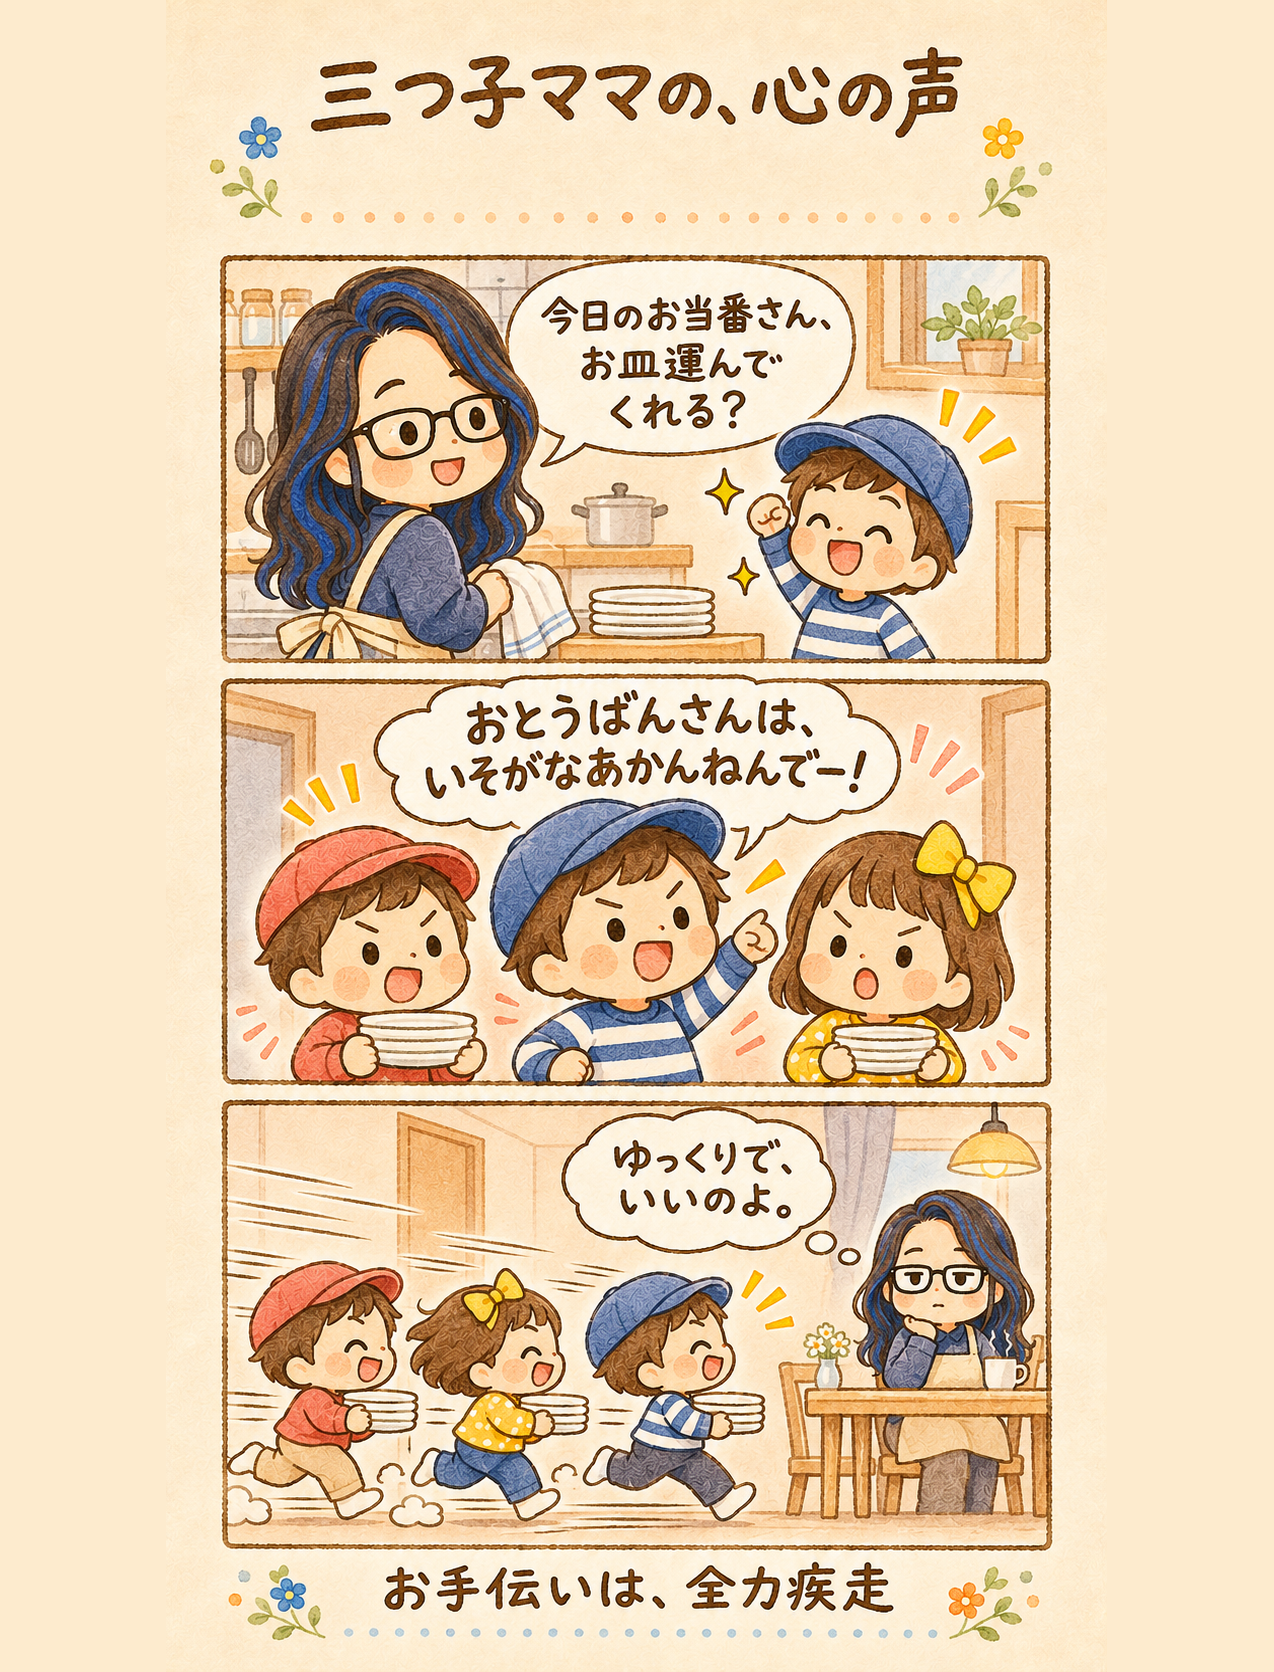 三つ子ママの、心の声
今日のお当番さん、
お皿運んで
くれる？
おとうばんさんは、
いそがなあかんねんでー！
ゆっくりで、
いいのよ。
お手伝いは、全力疾走